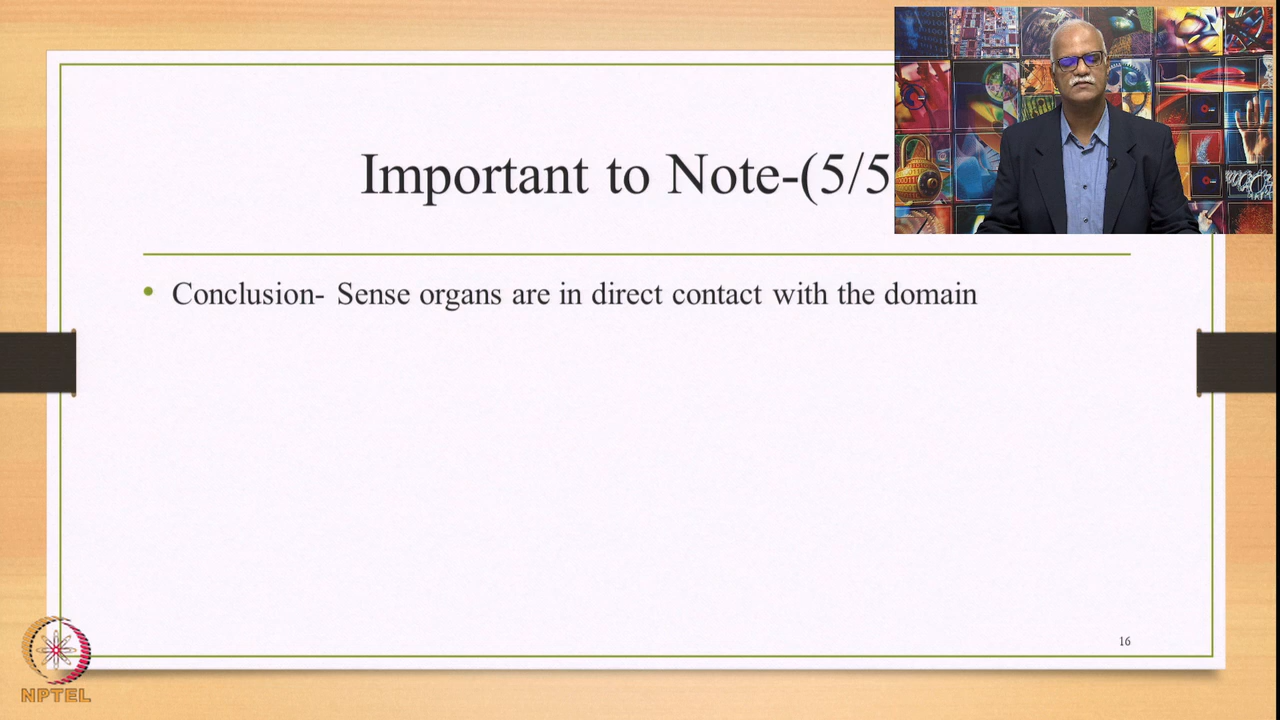 Important to Note-(5/5
• Conclusion- Sense organs are in direct contact with the domain
16
NPTEL